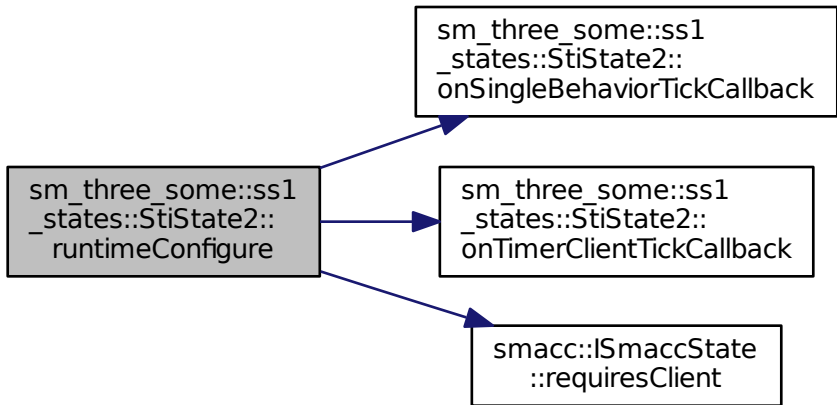 sm_three_some::ss1
_states::StiState2::
runtimeConfigure
sm_three_some::ss1
_states::StiState2::
onSingleBehaviorTickCallback
sm_three_some::ss1
_states::StiState2::
onTimerClientTickCallback
smacc::ISmaccState
::requiresClient